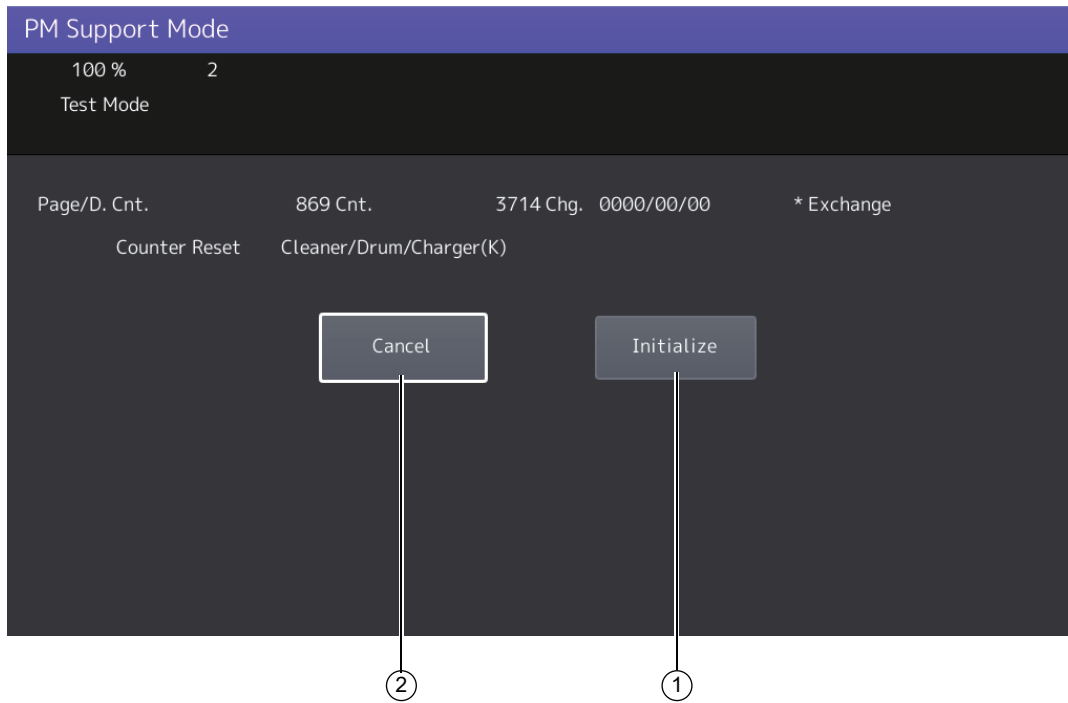 PM Support Mode
100 % 2
Test Mode
Page/D. Cnt. 869 Cnt. 3714 Chg. 0000/00/00 * Exchange
Counter Reset Cleaner/Drum/Charger(K)
Cancel Initialize
2 1